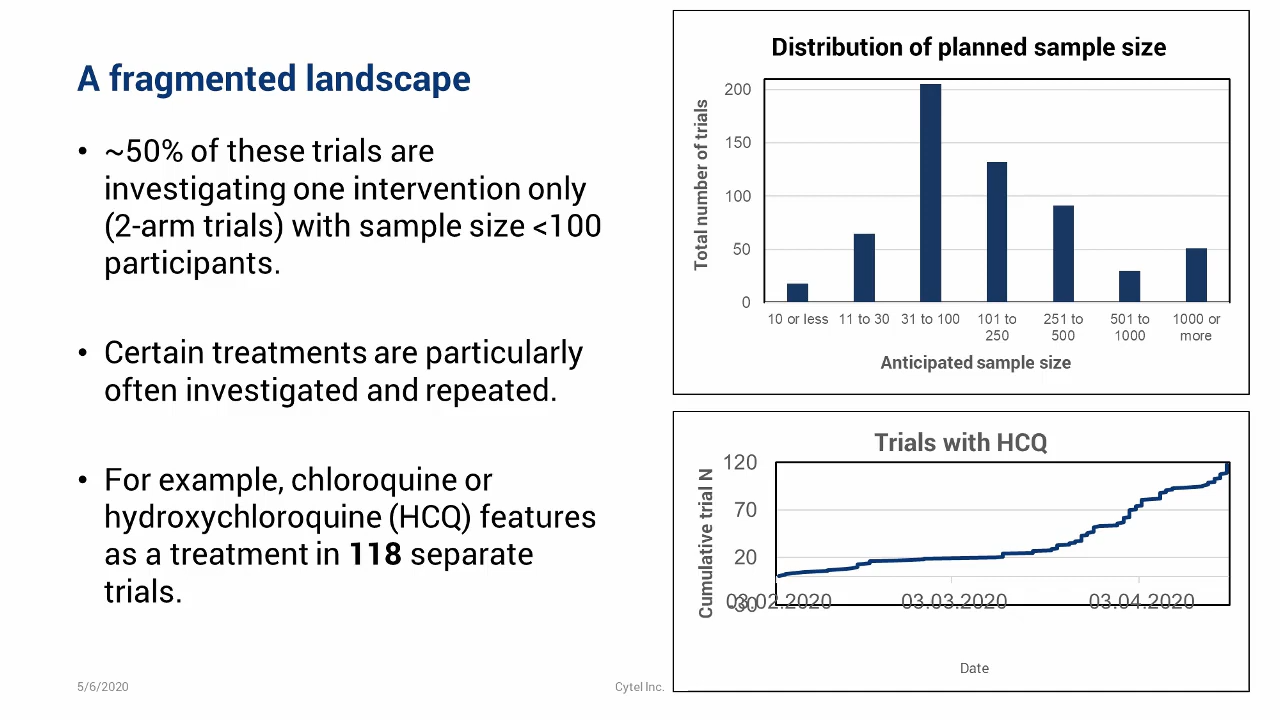 A fragmented landscape
• ~50% of these trials are
investigating one intervention only
(2-arm trials) with sample size <100
participants.
• Certain treatments are particularly
often investigated and repeated.
• For example, chloroquine or
hydroxychloroquine (HCQ) features
as a treatment in 118 separate
trials.
Distribution of planned sample size
Total number of trials
200
150
100
50
0
10 or less 11 to 30 31 to 100 101 to 251 to 501 to 1000 or
250 500 1000 more
Anticipated sample size
Trials with HCQ
Cumulative trial N
120
70
20
-30
03.02.2020 03.03.2020 03.04.2020
Date
5/6/2020
Cytel Inc.